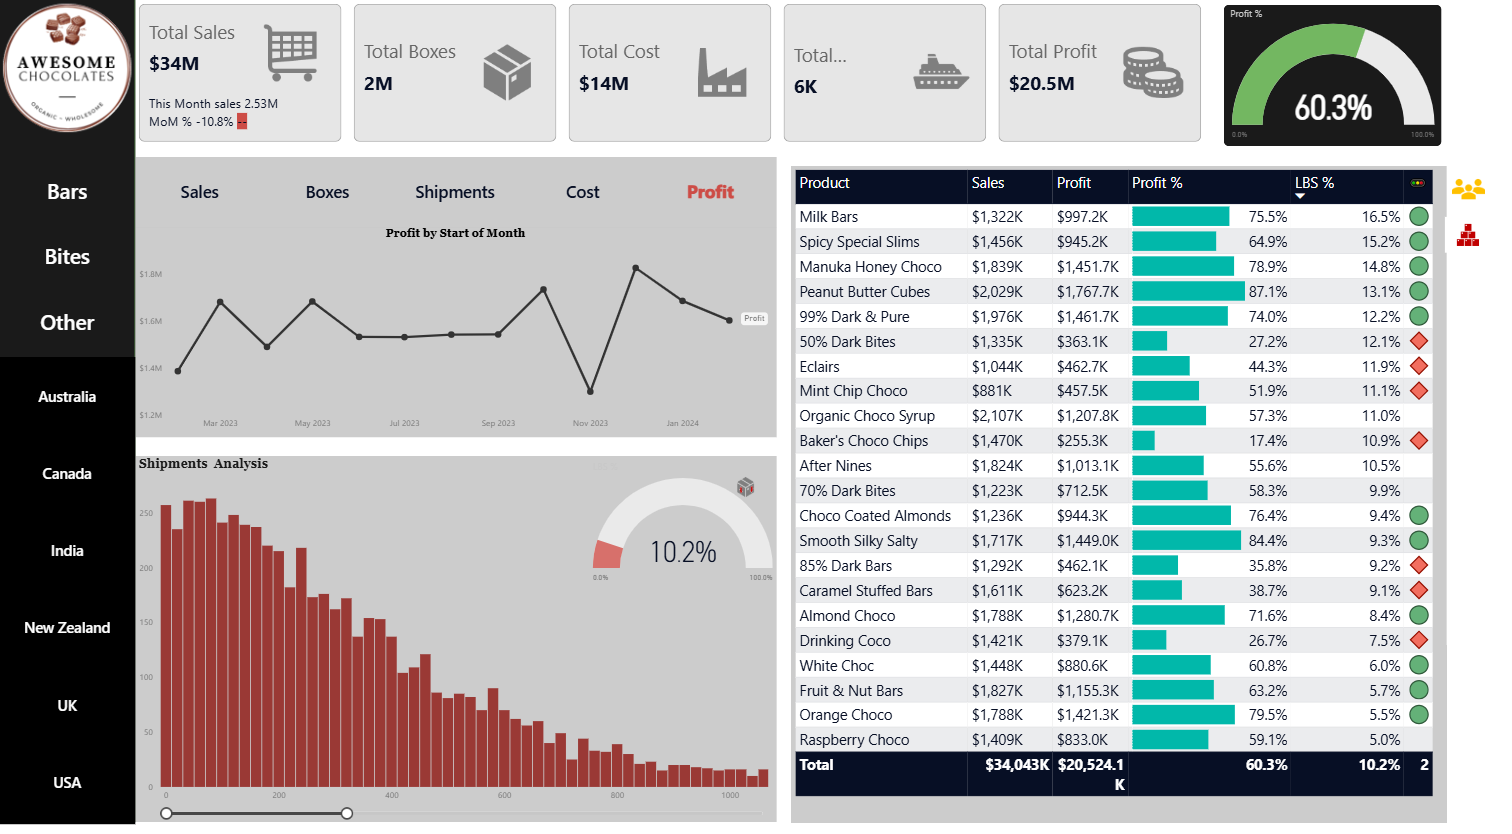 AWESOME
CHOCOLATES
ORGANIC - WHOLESOME
Bars
Bites
Other
Australia
Canada
India
New Zealand
UK
USA
Total Sales
$34M
This Month sales 2.53M
MoM % -10.8% --
Total Boxes
2M
Total Cost
$14M
Total...
6K
Total Profit
$20.5M
Profit %
60.3%
0.0% 100.0%
Sales Boxes Shipments Cost Profit
Profit by Start of Month
$1.8M
$1.6M
$1.4M
$1.2M
Profit
Mar 2023 May 2023 Jul 2023 Sep 2023 Nov 2023 Jan 2024
Shipments Analysis
250
200
150
100
50
0
0 200 400 600 800 1000
10.2%
0.0% 100.0%
Product Sales Profit Profit % LBS %
Milk Bars $1,322K $997.2K 75.5% 16.5%
Spicy Special Slims $1,456K $945.2K 64.9% 15.2%
Manuka Honey Choco $1,839K $1,451.7K 78.9% 14.8%
Peanut Butter Cubes $2,029K $1,767.7K 87.1% 13.1%
99% Dark & Pure $1,976K $1,461.7K 74.0% 12.2%
50% Dark Bites $1,335K $363.1K 27.2% 12.1%
Eclairs $1,044K $462.7K 44.3% 11.9%
Mint Chip Choco $881K $457.5K 51.9% 11.1%
Organic Choco Syrup $2,107K $1,207.8K 57.3% 11.0%
Baker's Choco Chips $1,470K $255.3K 17.4% 10.9%
After Nines $1,824K $1,013.1K 55.6% 10.5%
70% Dark Bites $1,223K $712.5K 58.3% 9.9%
Choco Coated Almonds $1,236K $944.3K 76.4% 9.4%
Smooth Silky Salty $1,717K $1,449.0K 84.4% 9.3%
85% Dark Bars $1,292K $462.1K 35.8% 9.2%
Caramel Stuffed Bars $1,611K $623.2K 38.7% 9.1%
Almond Choco $1,788K $1,280.7K 71.6% 8.4%
Drinking Coco $1,421K $379.1K 26.7% 7.5%
White Choc $1,448K $880.6K 60.8% 6.0%
Fruit & Nut Bars $1,827K $1,155.3K 63.2% 5.7%
Orange Choco $1,788K $1,421.3K 79.5% 5.5%
Raspberry Choco $1,409K $833.0K 59.1% 5.0%
Total $34,043K $20,524.1 60.3% 10.2% 2
K